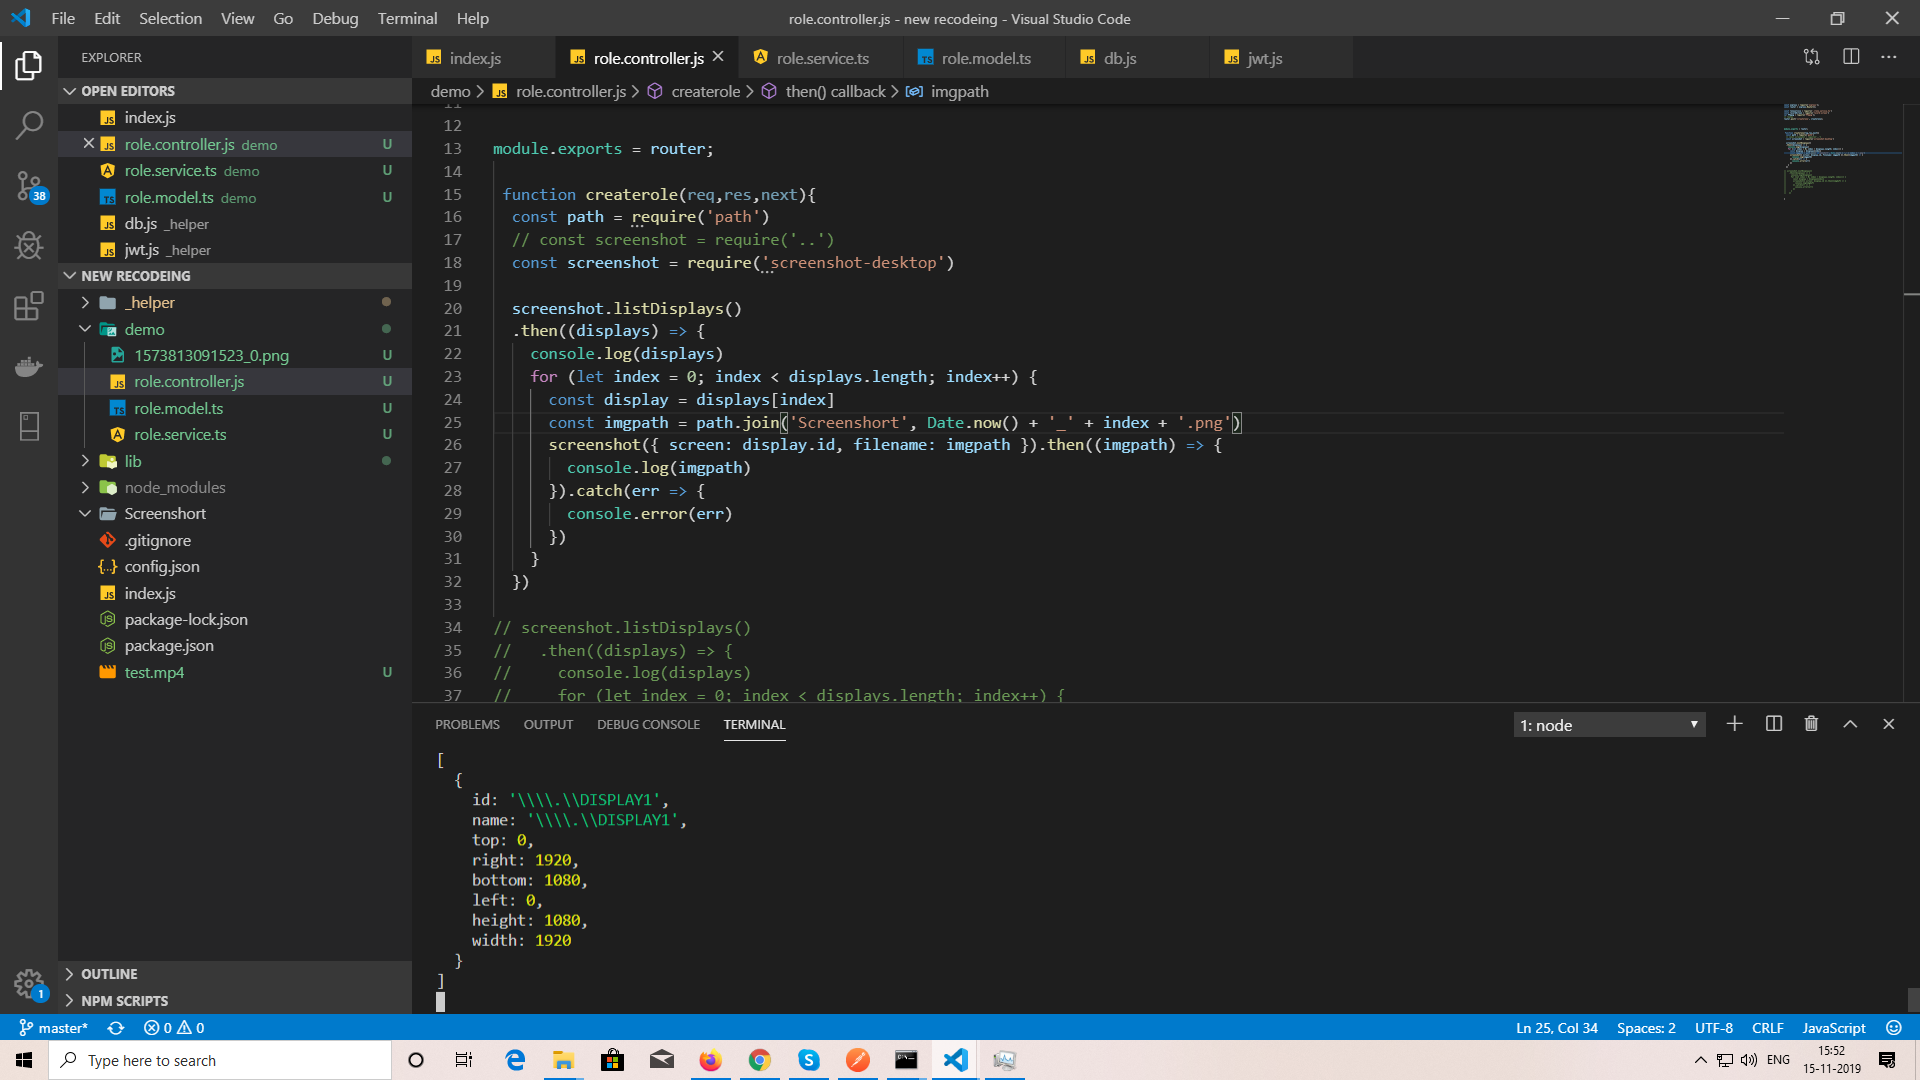 File Edit Selection View Go Debug Terminal Help
role.controller.js - new recodeing - Visual Studio Code
EXPLORER
index.js
role.controller.js
role.service.ts
role.model.ts
db.js
jwt.js
demo > role.controller.js > createrole > then() callback > imgpath
OPEN EDITORS
index.js
role.controller.js demo U
role.service.ts demo U
role.model.ts demo U
db.js _helper
jwt.js _helper
NEW RECODEING
_helper
demo
1573813091523_0.png U
role.controller.js U
role.model.ts U
role.service.ts U
lib
node_modules
Screenshort
.gitignore
config.json
index.js
package-lock.json
package.json
test.mp4 U
OUTLINE
NPM SCRIPTS
38
1
11
12
13 module.exports = router;
14
15 function createrole(req,res,next){
16 const path = require('path')
17 // const screenshot = require('..')
18 const screenshot = require('screenshot-desktop')
19
20 screenshot.listDisplays()
21 .then((displays) => {
22 console.log(displays)
23 for (let index = 0; index < displays.length; index++) {
24 const display = displays[index]
25 const imgpath = path.join('Screenshort', Date.now() + '_' + index + '.png')
26 screenshot({ screen: display.id, filename: imgpath }).then((imgpath) => {
27 console.log(imgpath)
28 }).catch(err => {
29 console.error(err)
30 })
31 }
32 })
33
34 // screenshot.listDisplays()
35 // .then((displays) => {
36 // console.log(displays)
37 // for (let index = 0; index < displays.length; index++) {
PROBLEMS OUTPUT DEBUG CONSOLE TERMINAL
1: node
[
{
id: '\\\\.\\DISPLAY1',
name: '\\\\.\\DISPLAY1',
top: 0,
right: 1920,
bottom: 1080,
left: 0,
height: 1080,
width: 1920
}
]
master* 0 0
Ln 25, Col 34 Spaces: 2 UTF-8 CRLF JavaScript
Type here to search
ENG
15:52
15-11-2019